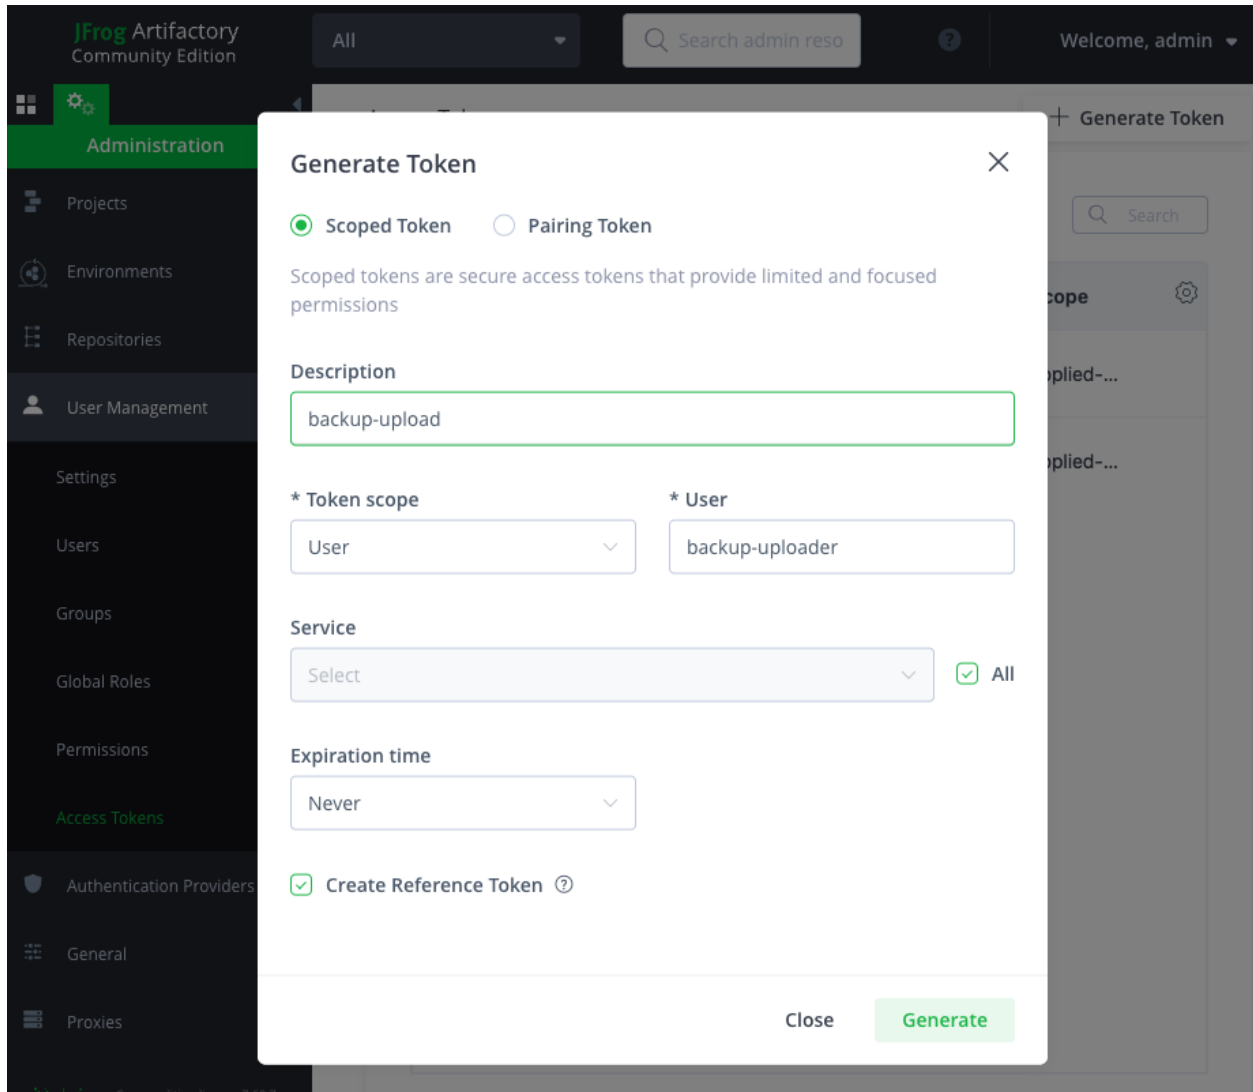 JFrog Artifactory
Community Edition
All
Search admin reso
Welcome, admin
Administration
Generate Token
Projects
Environments
Repositories
User Management
Settings
Users
Groups
Global Roles
Permissions
Access Tokens
Authentication Providers
General
Proxies
Search
cope
pplied-...
pplied-...
Generate Token
Scoped Token
Pairing Token
Scoped tokens are secure access tokens that provide limited and focused
permissions
Description
backup-upload
* Token scope
* User
User
backup-uploader
Service
Select
All
Expiration time
Never
Create Reference Token
Close
Generate